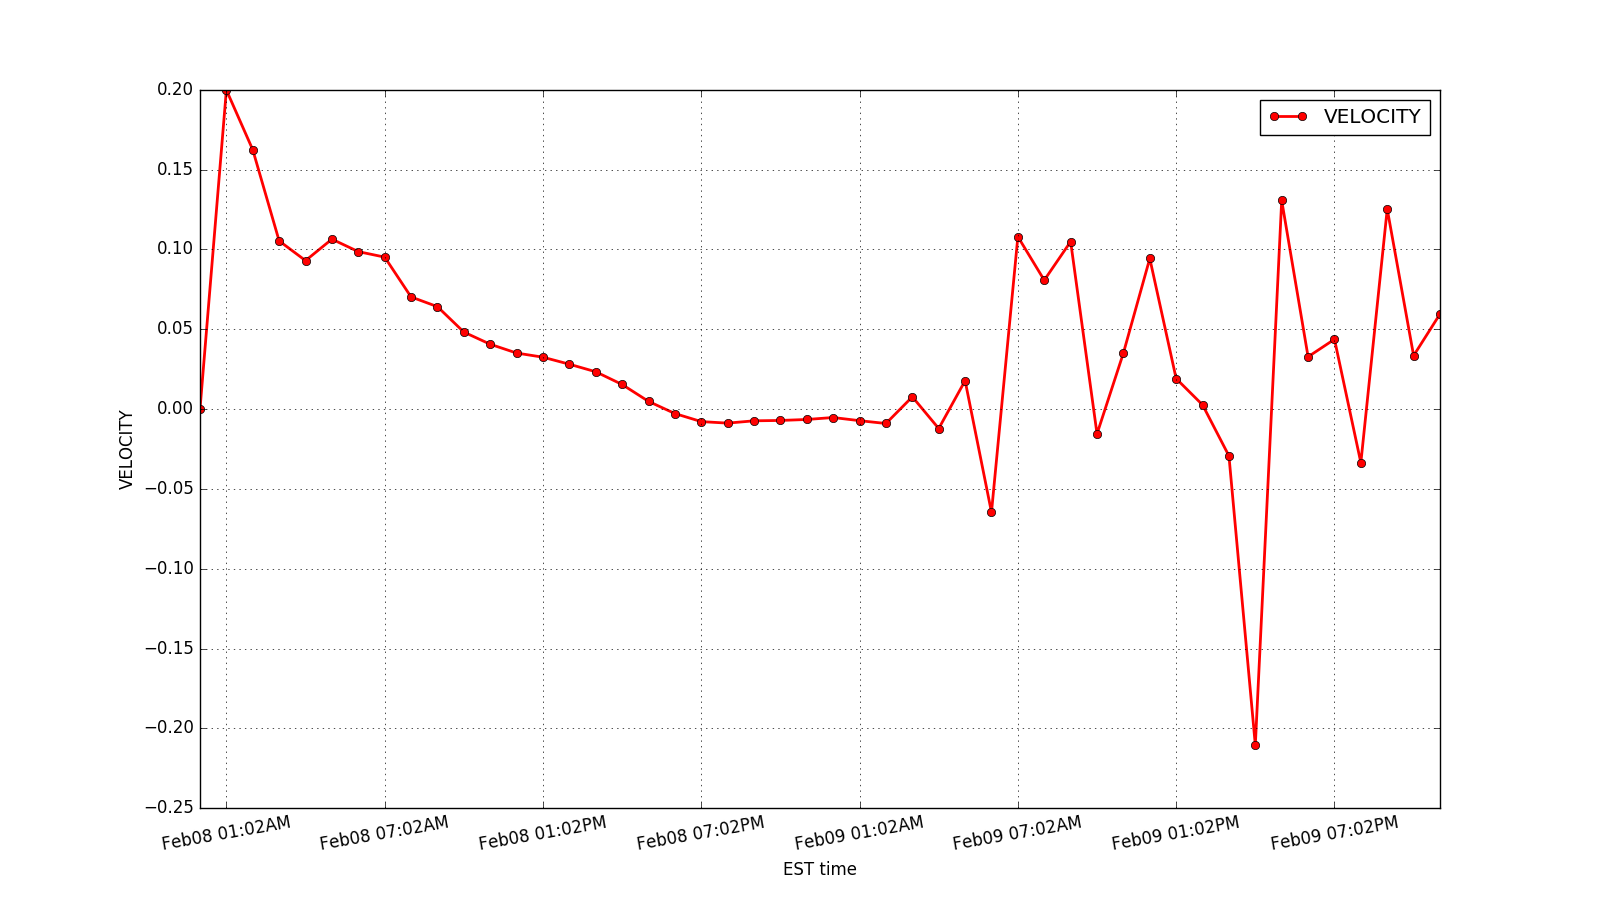 VELOCITY
0.20
0.15
0.10
0.05
0.00
−0.05
−0.10
−0.15
−0.20
−0.25
VELOCITY
Feb08 01:02AM
Feb08 07:02AM
Feb08 01:02PM
Feb08 07:02PM
Feb09 01:02AM
Feb09 07:02AM
Feb09 01:02PM
Feb09 07:02PM
EST time